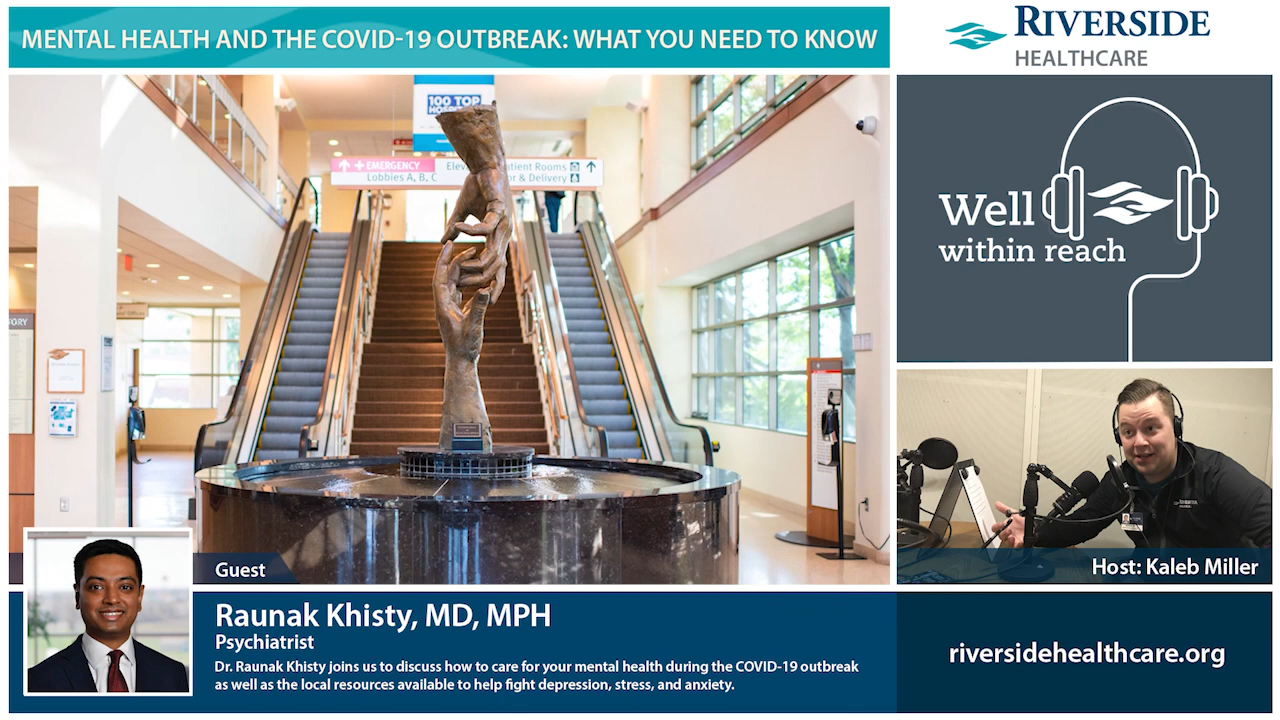 MENTAL HEALTH AND THE COVID-19 OUTBREAK: WHAT YOU NEED TO KNOW
RIVERSIDE
HEALTHCARE
100 TOP
EMERGENCY
Lobbies A, B, C
Patient Rooms
& Delivery
Well
within reach
Host: Kaleb Miller
Guest
Raunak Khisty, MD, MPH
Psychiatrist
Dr. Raunak Khisty joins us to discuss how to care for your mental health during the COVID-19 outbreak
as well as the local resources available to help fight depression, stress, and anxiety.
riversidehealthcare.org